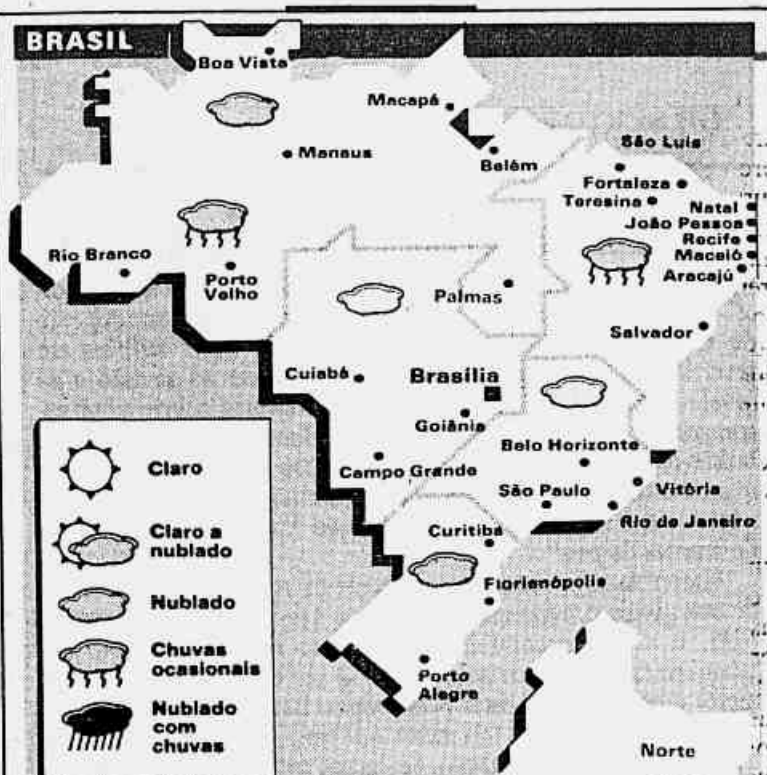 BRASIL
Boa Vista
Macapá
Manaus
Belém
São Luis
Fortaleza
Teresina
Natal
João Pessoa
Recife
Maceió
Aracajú
Rio Branco
Porto
Velho
Palmas
Salvador
Cuiabá
Brasília
Goiânia
Belo Horizonte
Campo Grande
São Paulo
Vitória
Rio de Janeiro
Curitiba
Florianópolis
Porto
Alegre
Claro
Claro a
nublado
Nublado
Chuvas
ocasionais
Nublado
com
chuvas
Norte